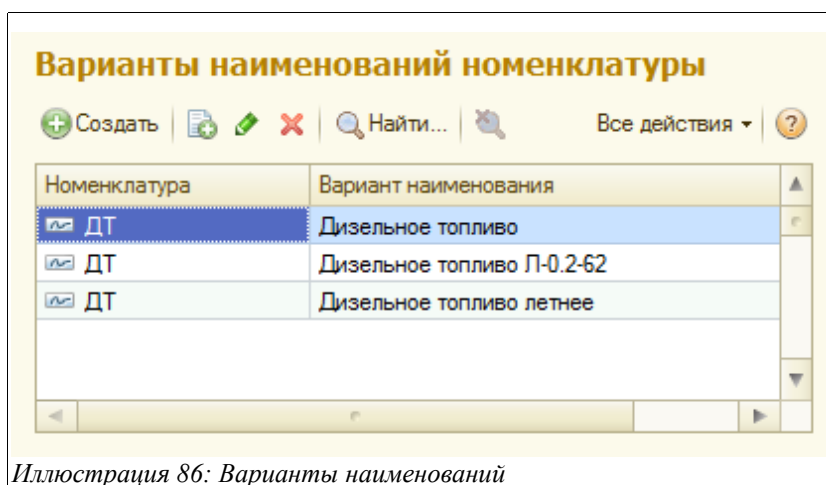 Варианты наименований номенклатуры
Создать Найти... Все действия ?
Номенклатура Вариант наименования
ДТ Дизельное топливо
ДТ Дизельное топливо Л-0.2-62
ДТ Дизельное топливо летнее
Иллюстрация 86: Варианты наименований